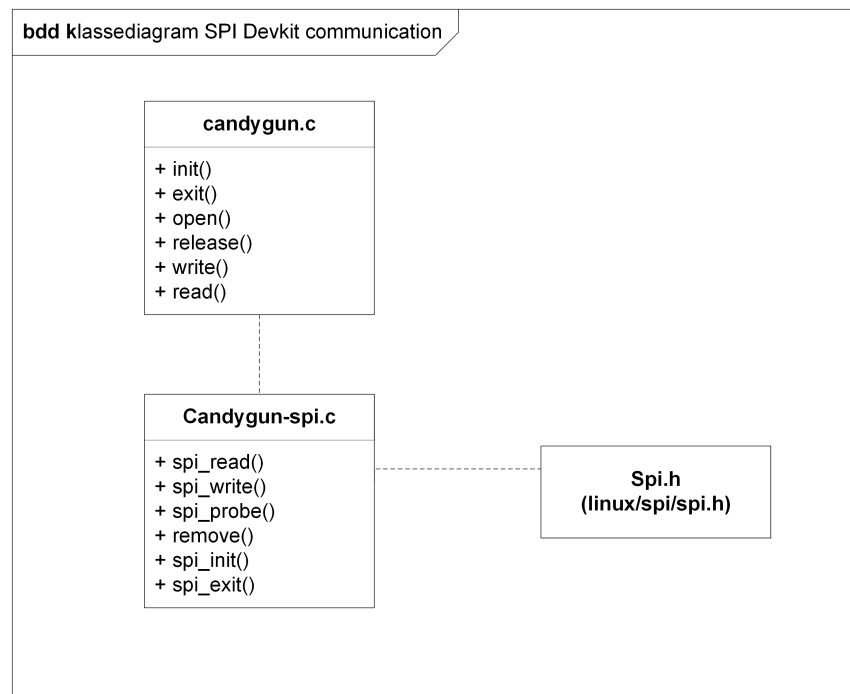 bdd klassediagram SPI Devkit communication
candygun.c
+ init()
+ exit()
+ open()
+ release()
+ write()
+ read()
Candygun-spi.c
+ spi_read()
+ spi_write()
+ spi_probe()
+ remove()
+ spi_init()
+ spi_exit()
Spi.h
(linux/spi/spi.h)